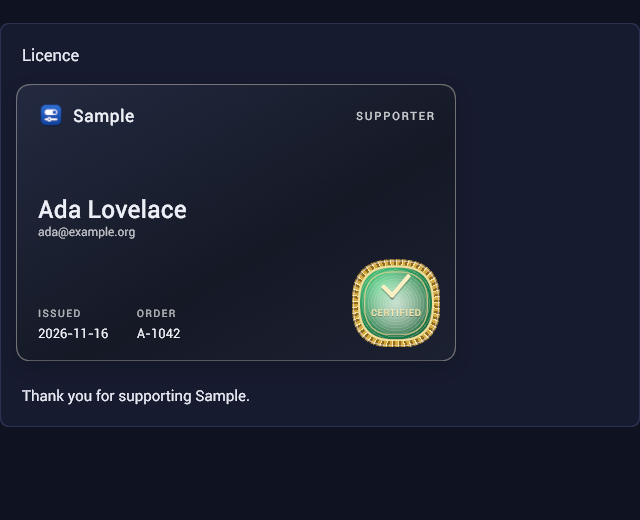 Licence
Sample
SUPPORTER
Ada Lovelace
ada@example.org
ISSUED ORDER
2026-11-16 A-1042
CERTIFIED
Thank you for supporting Sample.